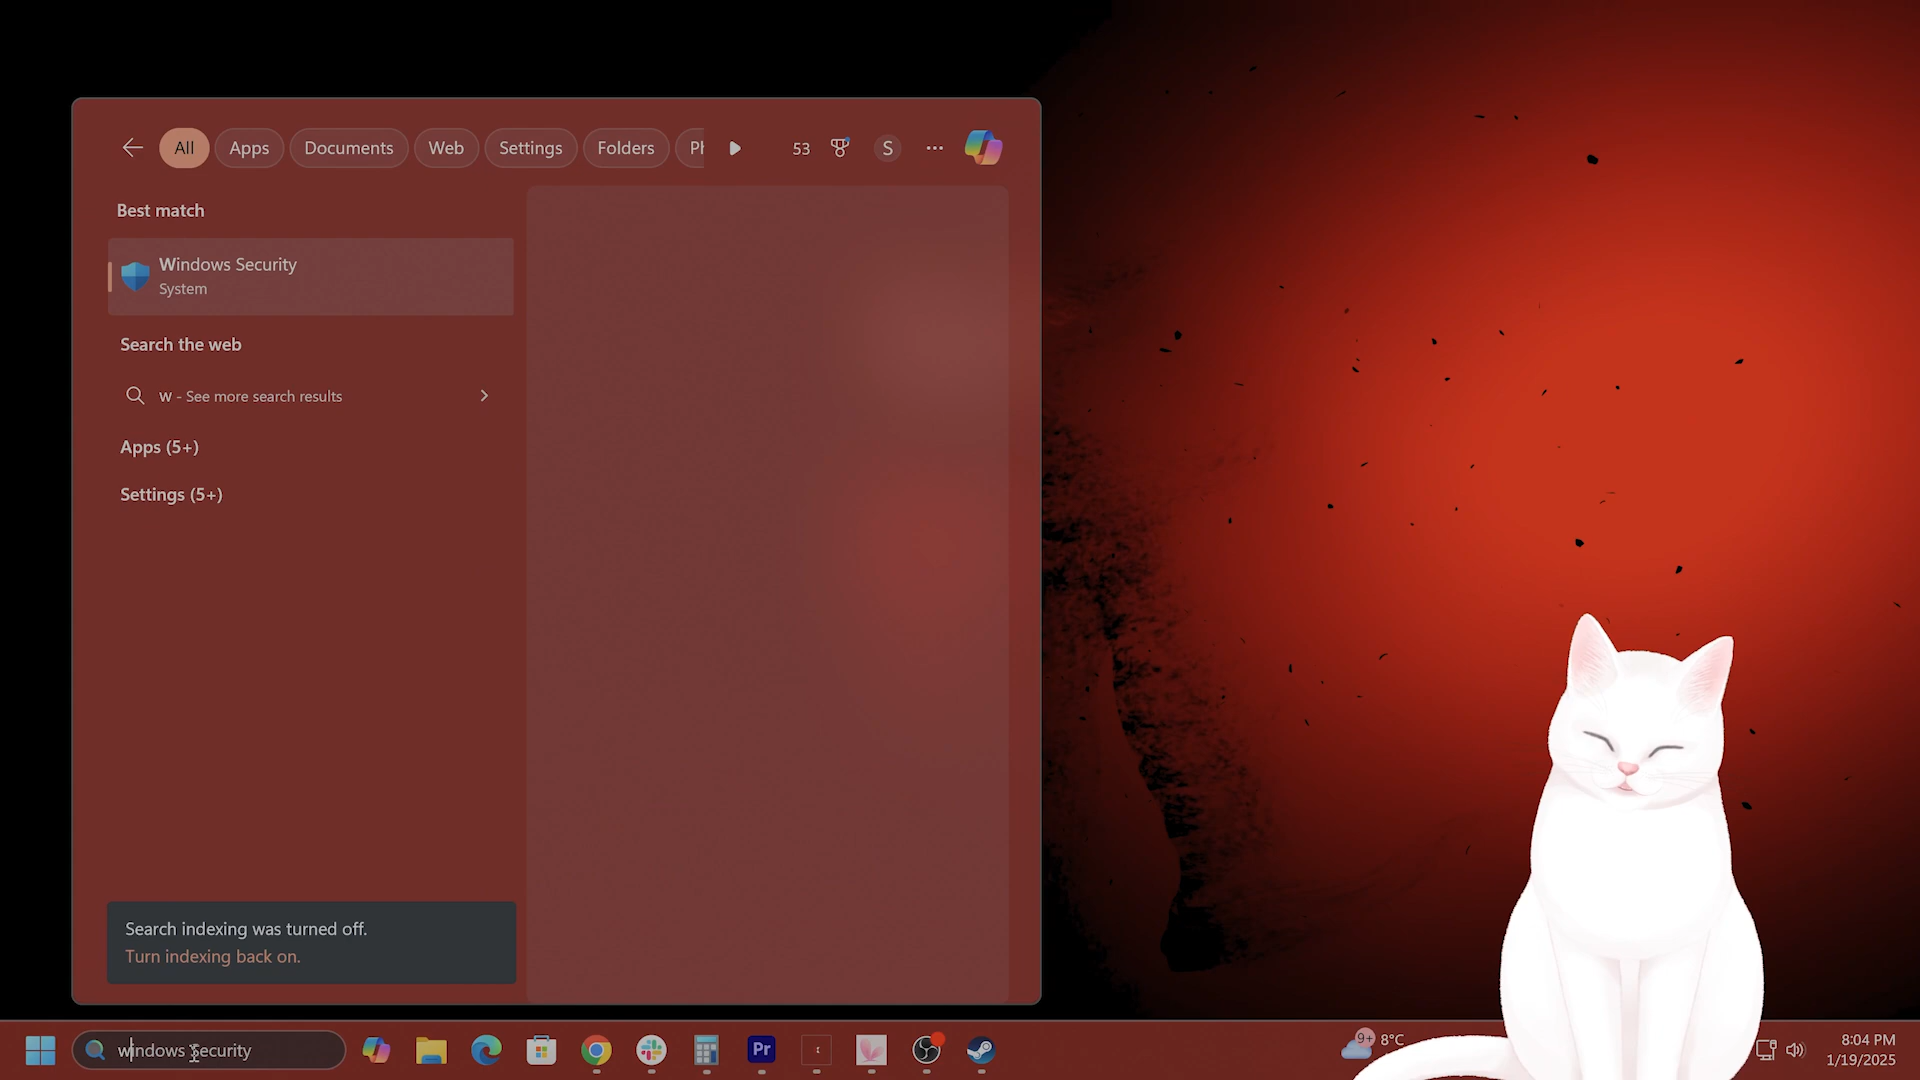 All
Apps
Documents
Web
Settings
Folders
Ph
53
S
Best match
Windows Security
System
Search the web
w - See more search results
Apps (5+)
Settings (5+)
Search indexing was turned off.
Turn indexing back on.
windows Security
Pr
9+
8°C
8:04 PM
1/19/2025